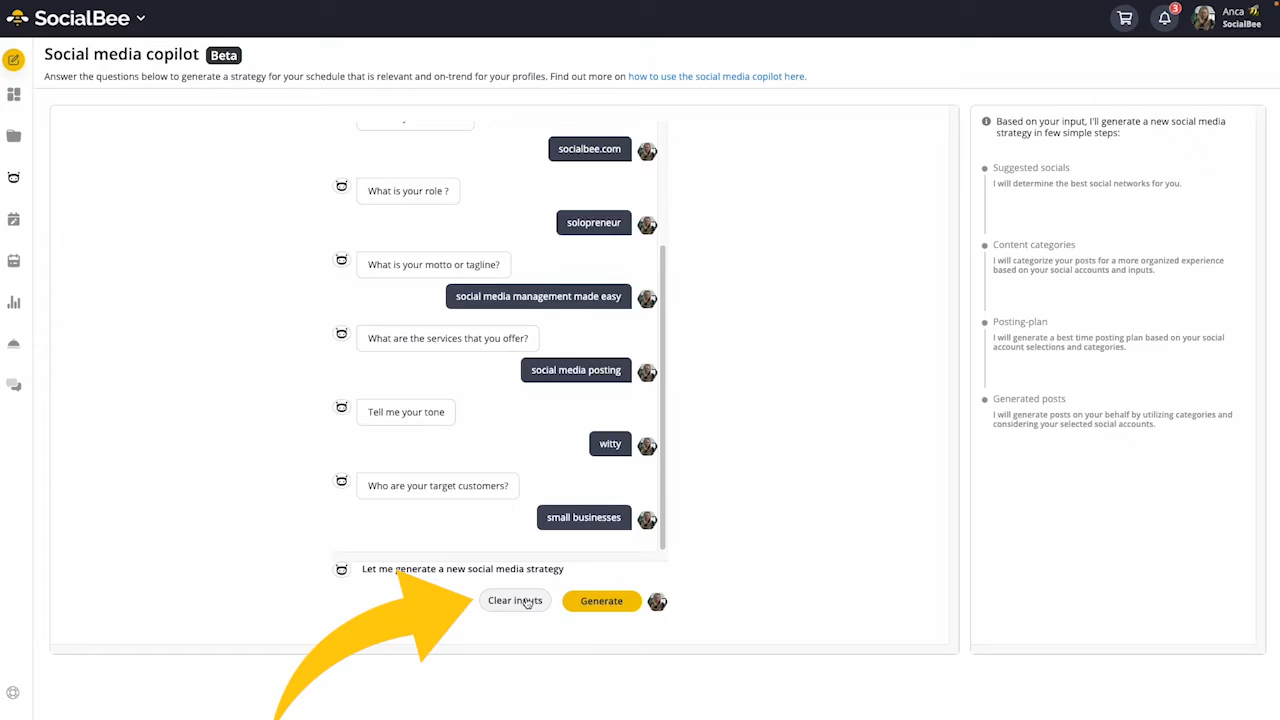 SocialBee
3
Anca
SocialBee
Social media copilot Beta
Answer the questions below to generate a strategy for your schedule that is relevant and on-trend for your profiles. Find out more on how to use the social media copilot here.
socialbee.com
What is your role ?
solopreneur
What is your motto or tagline?
social media management made easy
What are the services that you offer?
social media posting
Tell me your tone
witty
Who are your target customers?
small businesses
Let me generate a new social media strategy
Clear inputs
Generate
Based on your input, I'll generate a new social media
strategy in few simple steps:
Suggested socials
I will determine the best social networks for you.
Content categories
I will categorize your posts for a more organized experience
based on your social accounts and inputs.
Posting-plan
I will generate a best time posting plan based on your social
account selections and categories.
Generated posts
I will generate posts on your behalf by utilizing categories and
considering your selected social accounts.